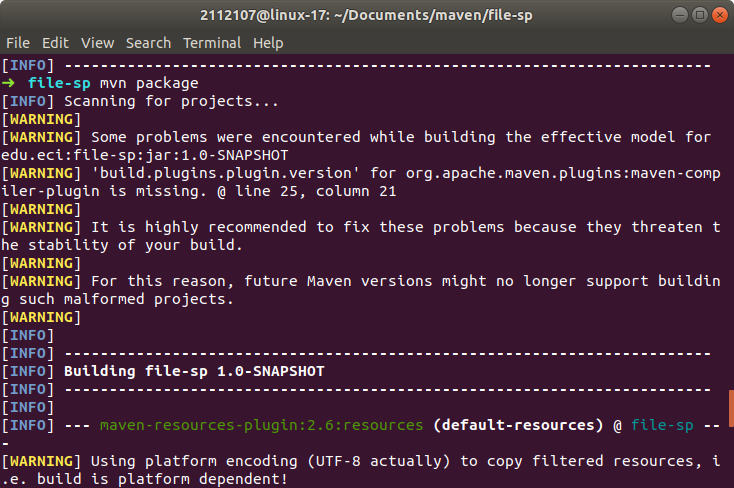 2112107@linux-17: ~/Documents/maven/file-sp
File Edit View Search Terminal Help
[INFO] ------------------------------------------------------------------------
➜  file-sp mvn package
[INFO] Scanning for projects...
[WARNING]
[WARNING] Some problems were encountered while building the effective model for
edu.eci:file-sp:jar:1.0-SNAPSHOT
[WARNING] 'build.plugins.plugin.version' for org.apache.maven.plugins:maven-comp
iler-plugin is missing. @ line 25, column 21
[WARNING]
[WARNING] It is highly recommended to fix these problems because they threaten t
he stability of your build.
[WARNING]
[WARNING] For this reason, future Maven versions might no longer support buildin
g such malformed projects.
[WARNING]
[INFO]
[INFO] ------------------------------------------------------------------------
[INFO] Building file-sp 1.0-SNAPSHOT
[INFO] ------------------------------------------------------------------------
[INFO]
[INFO] --- maven-resources-plugin:2.6:resources (default-resources) @ file-sp --
-
[WARNING] Using platform encoding (UTF-8 actually) to copy filtered resources, i
.e. build is platform dependent!